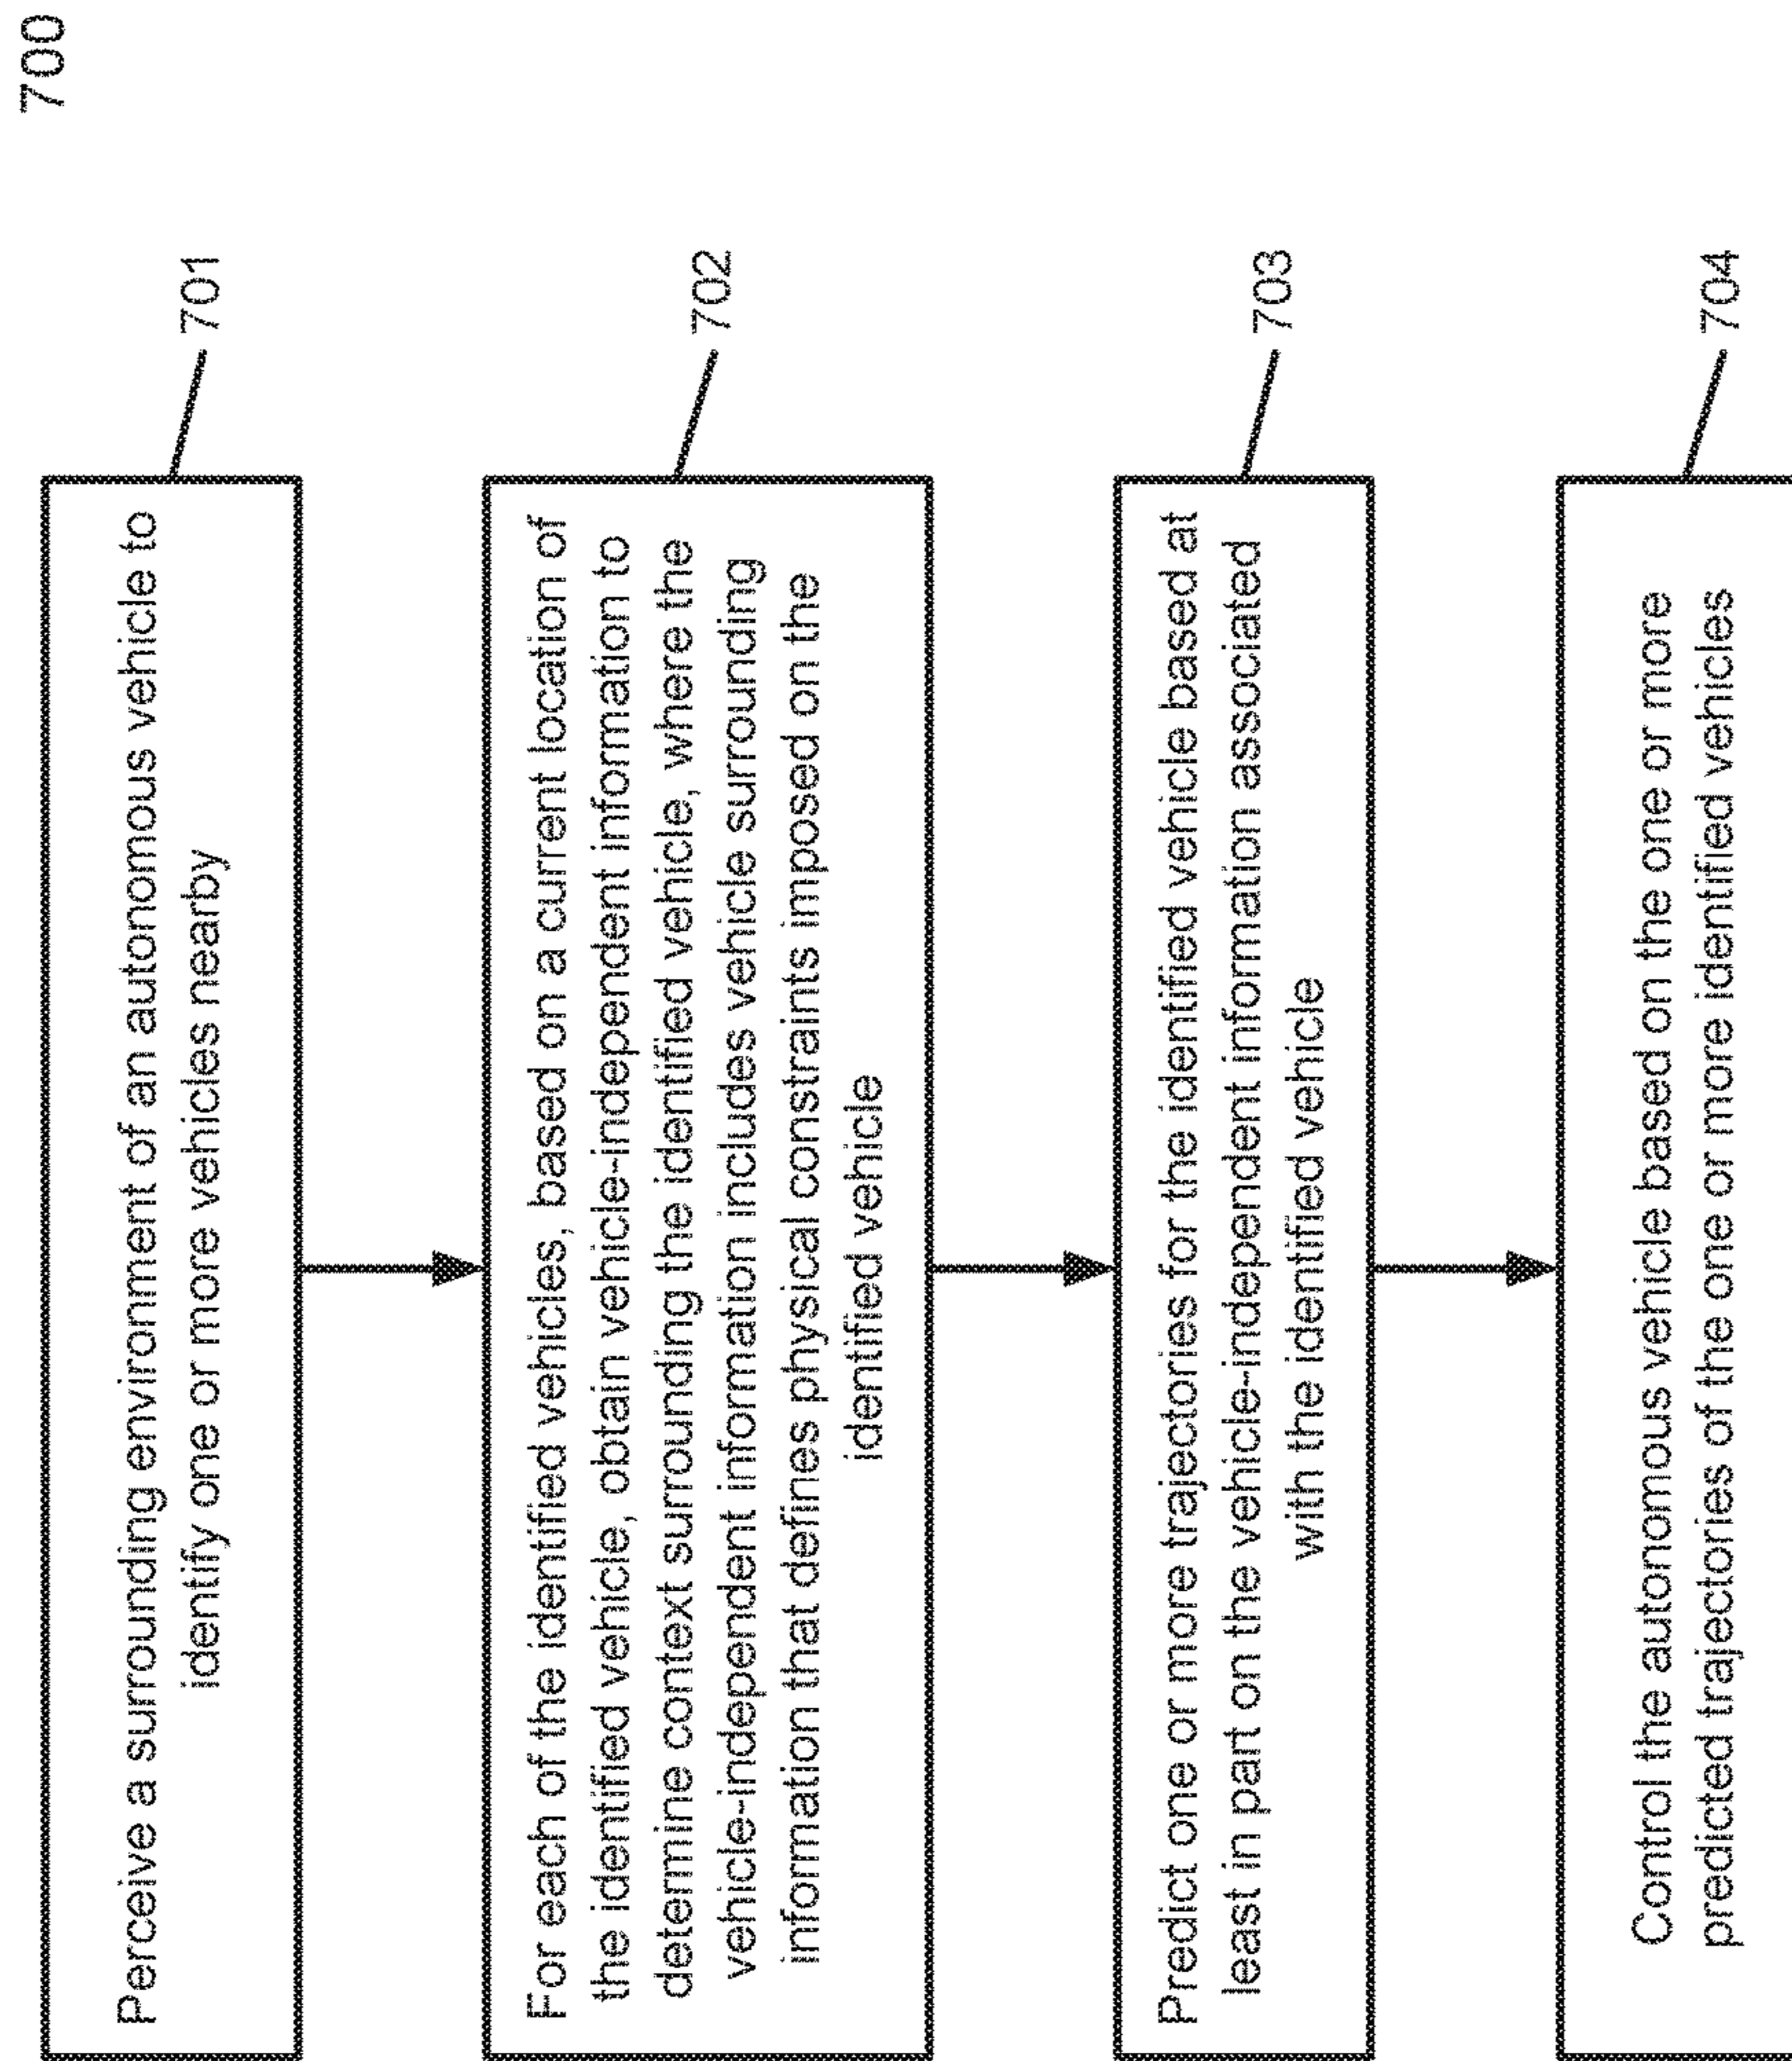 700
Perceive a surrounding environment of an autonomous vehicle to
identify one or more vehicles nearby
701
For each of the identified vehicles, based on a current location of
the identified vehicle, obtain vehicle-independent information to
determine context surrounding the identified vehicle, where the
vehicle-independent information includes vehicle surrounding
information that defines physical constraints imposed on the
identified vehicle
702
Predict one or more trajectories for the identified vehicle based at
least in part on the vehicle-independent information associated
with the identified vehicle
703
Control the autonomous vehicle based on the one or more
predicted trajectories of the one or more identified vehicles
704